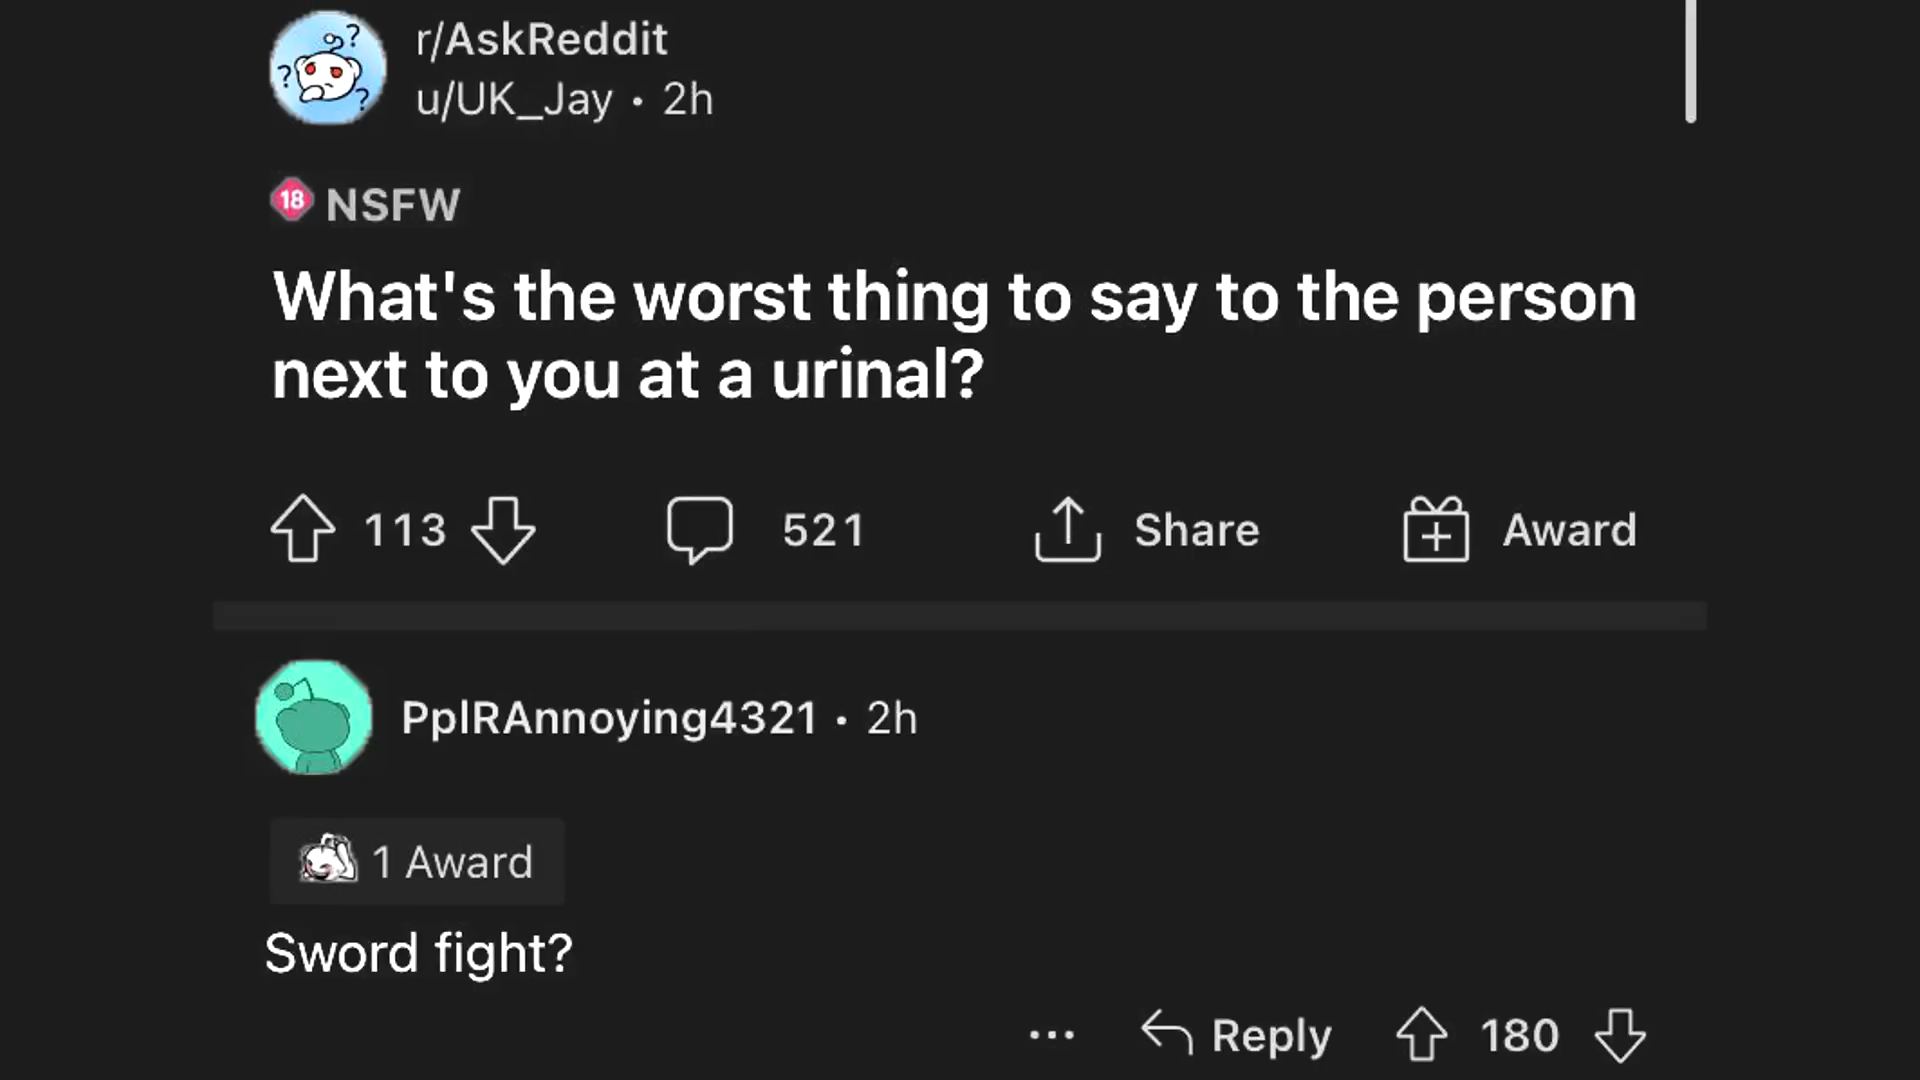 r/AskReddit
u/UK_Jay • 2h
18 NSFW
What's the worst thing to say to the person
next to you at a urinal?
113 521 Share Award
PplRAnnoying4321 • 2h
1 Award
Sword fight?
... Reply 180